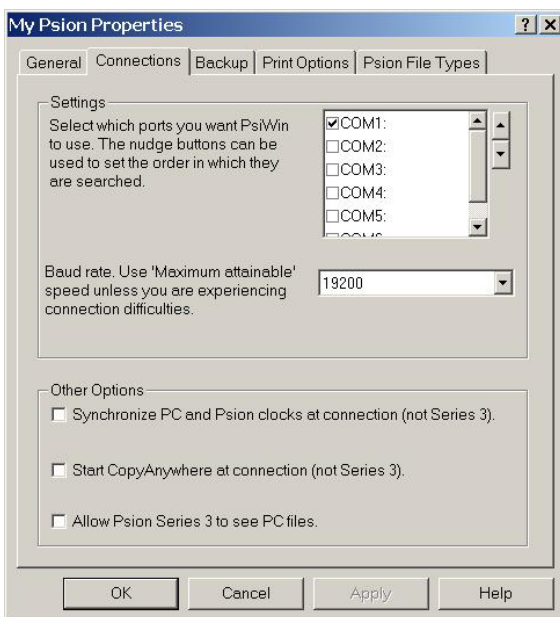 My Psion Properties
General Connections Backup Print Options Psion File Types
Settings
Select which ports you want PsiWin
to use. The nudge buttons can be
used to set the order in which they
are searched.
COM1:
COM2:
COM3:
COM4:
COM5:
Baud rate. Use 'Maximum attainable'
speed unless you are experiencing
connection difficulties.
19200
Other Options
Synchronize PC and Psion clocks at connection (not Series 3).
Start CopyAnywhere at connection (not Series 3).
Allow Psion Series 3 to see PC files.
OK Cancel Apply Help